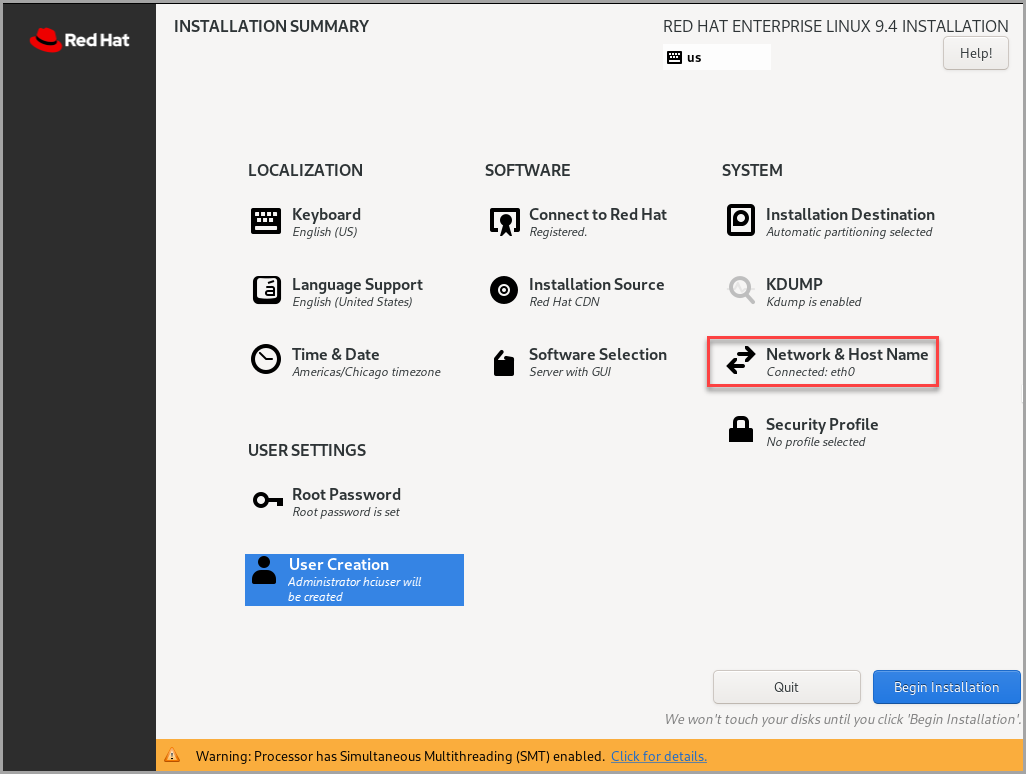 Red Hat
INSTALLATION SUMMARY
RED HAT ENTERPRISE LINUX 9.4 INSTALLATION
us
Help!
LOCALIZATION
Keyboard
English (US)
Language Support
English (United States)
Time & Date
Americas/Chicago timezone
SOFTWARE
Connect to Red Hat
Registered.
Installation Source
Red Hat CDN
Software Selection
Server with GUI
SYSTEM
Installation Destination
Automatic partitioning selected
KDUMP
Kdump is enabled
Network & Host Name
Connected: eth0
Security Profile
No profile selected
USER SETTINGS
Root Password
Root password is set
User Creation
Administrator hciuser will
be created
Quit
Begin Installation
We won't touch your disks until you click 'Begin Installation'.
Warning: Processor has Simultaneous Multithreading (SMT) enabled. Click for details.